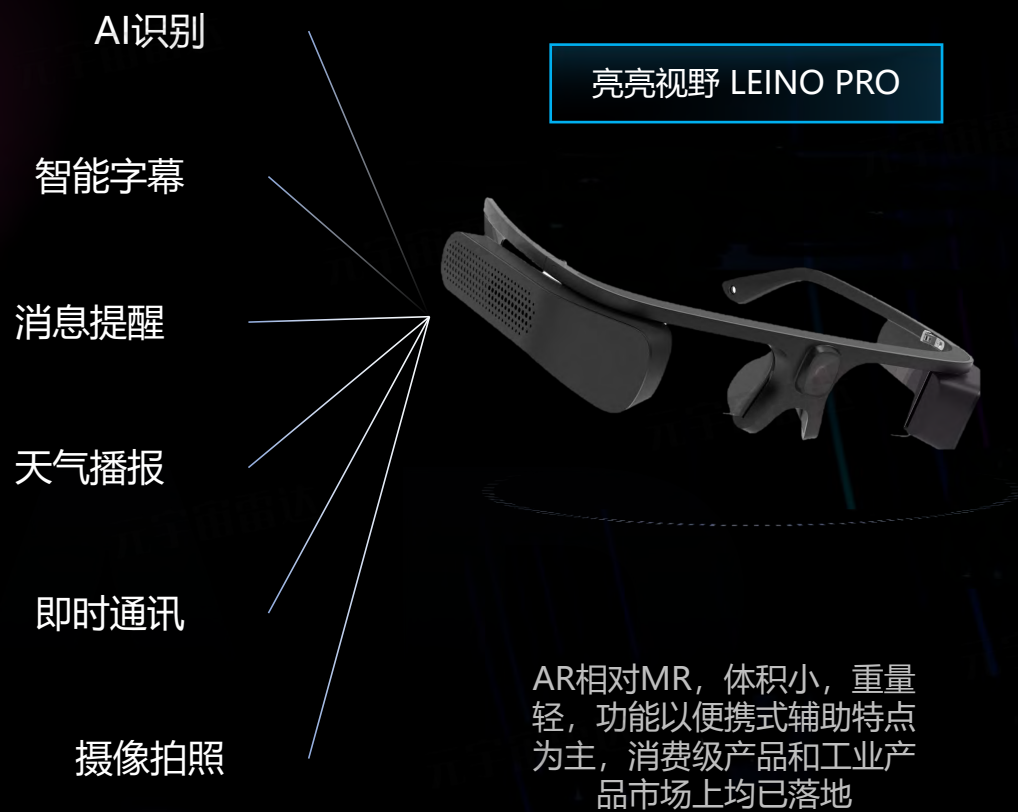 AI识别
亮亮视野 LEINO PRO
智能字幕
消息提醒
天气播报
即时通讯
摄像拍照
AR相对MR，体积小，重量
轻，功能以便携式辅助特点
为主，消费级产品和工业产
品市场上均已落地